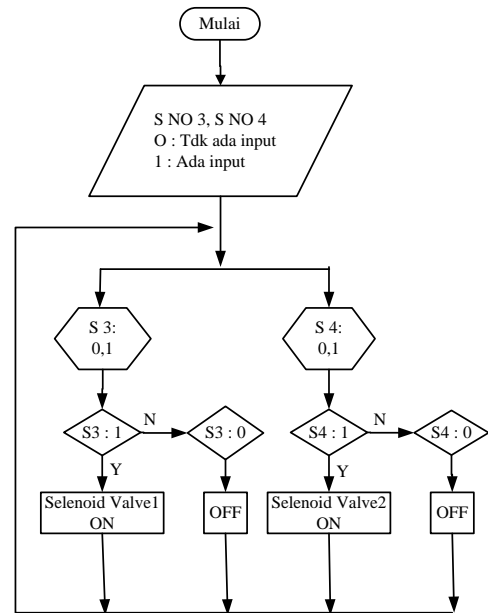 Mulai
S NO 3, S NO 4
O : Tdk ada input
1 : Ada input
S 3:
0,1
S 4:
0,1
S3 : 1
N
S3 : 0
S4 : 1
N
S4 : 0
Y
Y
Selenoid Valve1
ON
OFF
Selenoid Valve2
ON
OFF